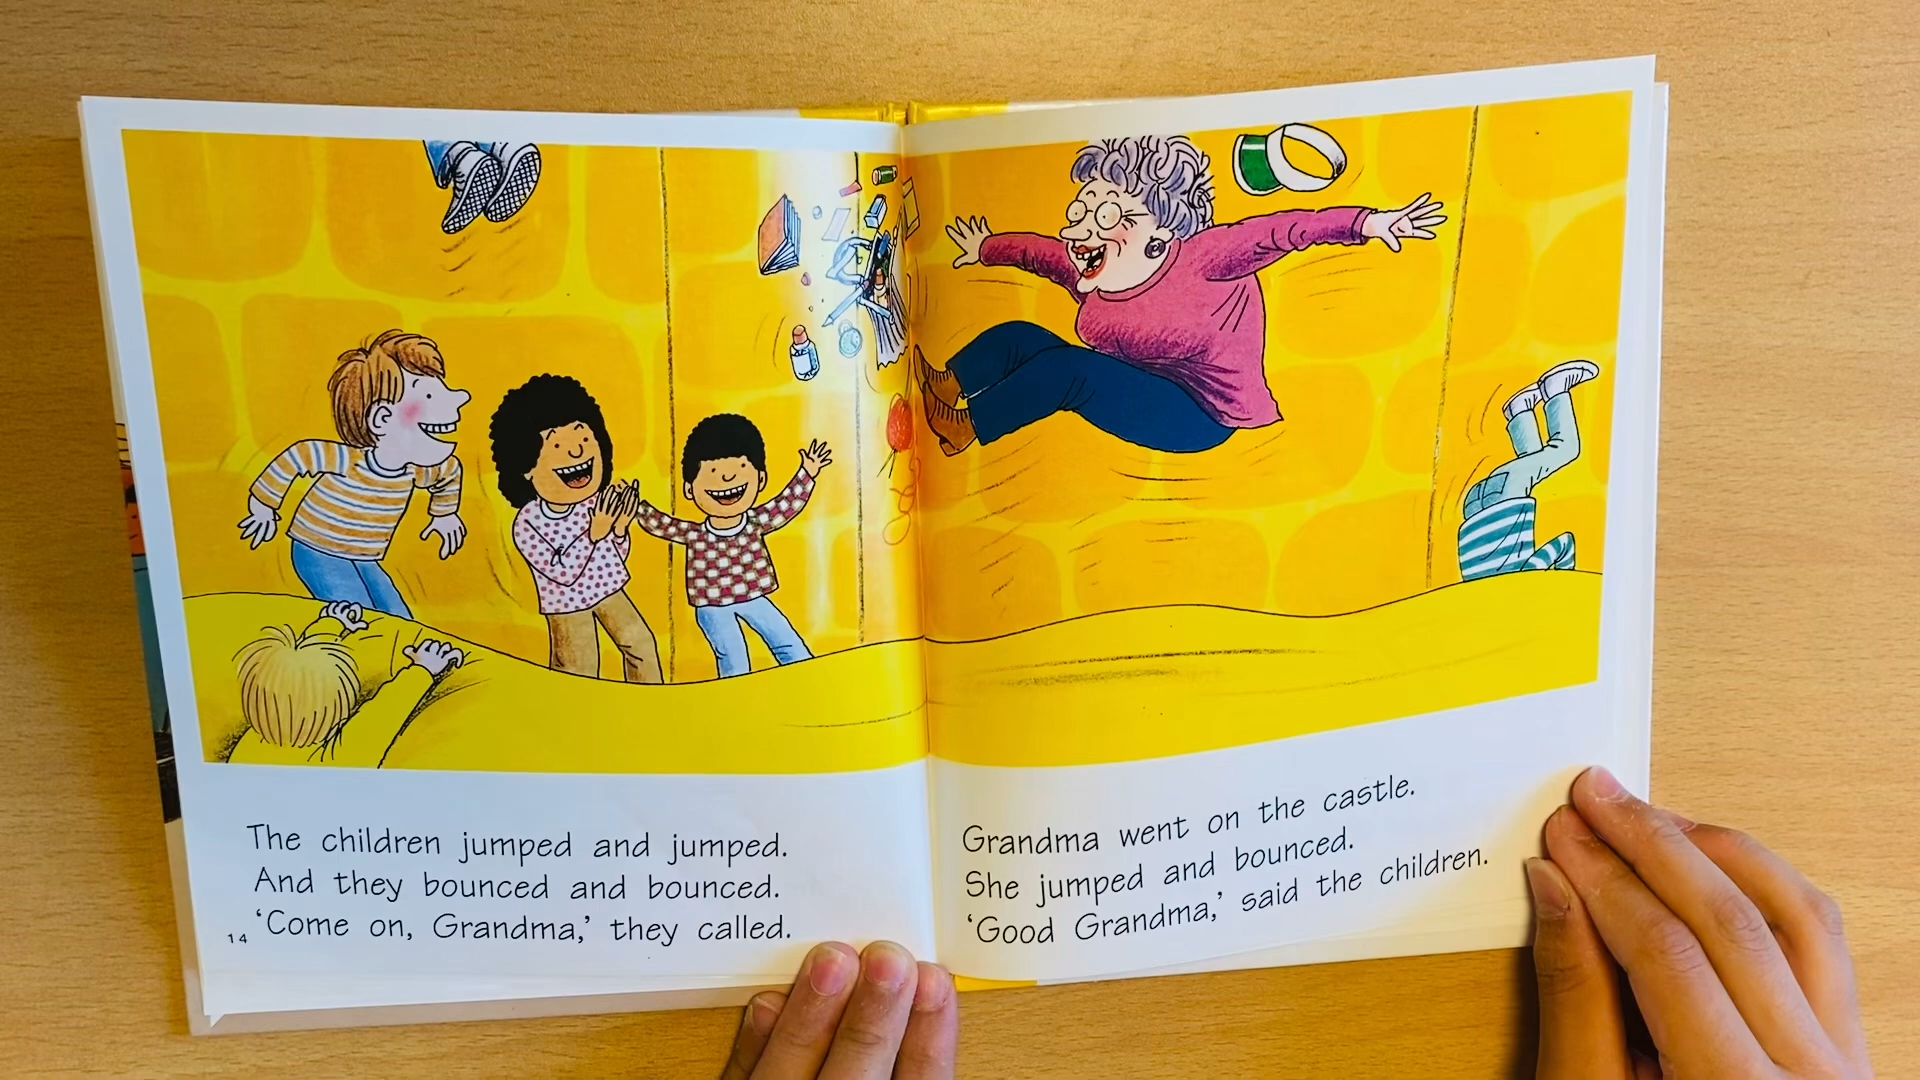 The children jumped and jumped.
And they bounced and bounced.
‘Come on, Grandma,’ they called.
14
Grandma went on the castle.
She jumped and bounced.
‘Good Grandma,’ said the children.